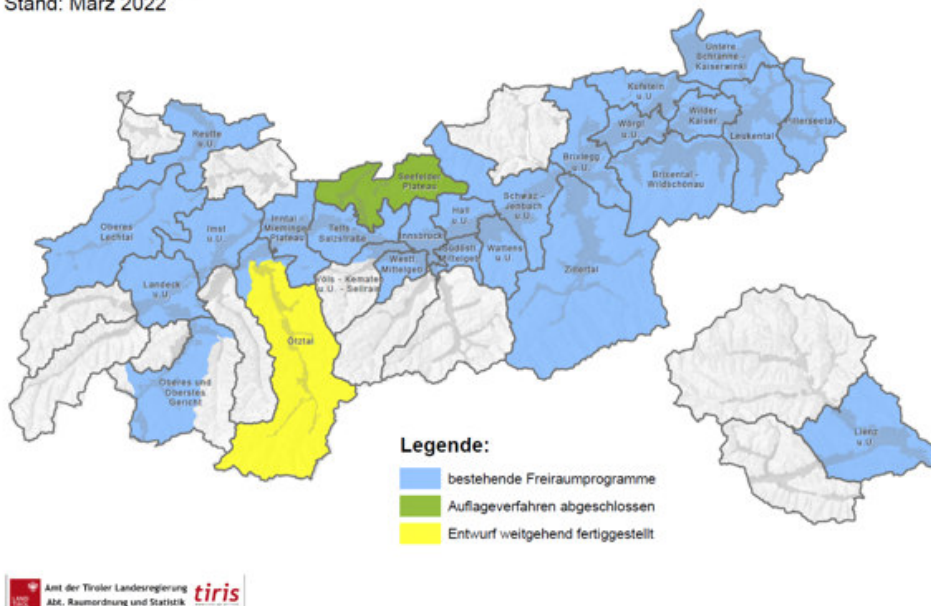 Stand: März 2022
Untere
Schranne -
Kaiserwinkl
Kufstein
u.U.
Wörgl
u.U.
Wilder
Kaiser
Leukental
Pillerseetal
Reutte
u.U.
Brixlegg
u.U.
Brixental -
Wildschönau
Seefelder
Plateau
Schwaz -
Jenbach
u.U.
Oberes
Lechtal
Imst
u.U.
Inntal -
Mieminger
Plateau
Telfs -
Salzstraße
Innsbruck
Hall
u.U.
Westl.
Mittelgeb
Südöstl.
Mittelgeb
Wattens
u.U.
Zillertal
Landeck
u.U.
Völs - Kematen
u.U. - Sellrain
Ötztal
Oberes und
Oberstes
Gericht
Lienz
u.U.
Legende:
bestehende Freiraumprogramme
Auflageverfahren abgeschlossen
Entwurf weitgehend fertiggestellt
Amt der Tiroler Landesregierung
Abt. Raumordnung und Statistik
tiris